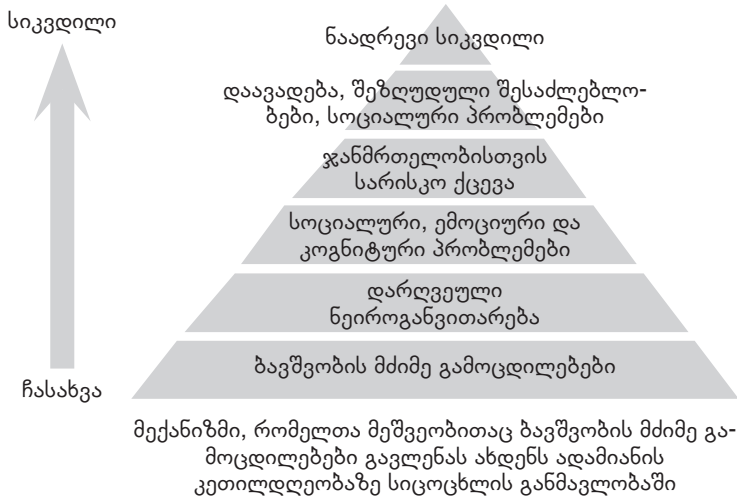 სიკვდილი
ნაადრევი სიკვდილი
დაავადება, შეზღუდული შესაძლებლო-
ბები, სოციალური პრობლემები
ჯანმრთელობისთვის
სარისკო ქცევა
სოციალური, ემოციური და
კოგნიტური პრობლემები
დარღვეული
ნეიროგანვითარება
ბავშვობის მძიმე გამოცდილებები
ჩასახვა
მექანიზმი, რომელთა მეშვეობითაც ბავშვობის მძიმე გა-
მოცდილებები გავლენას ახდენს ადამიანის
კეთილდღეობაზე სიცოცხლის განმავლობაში